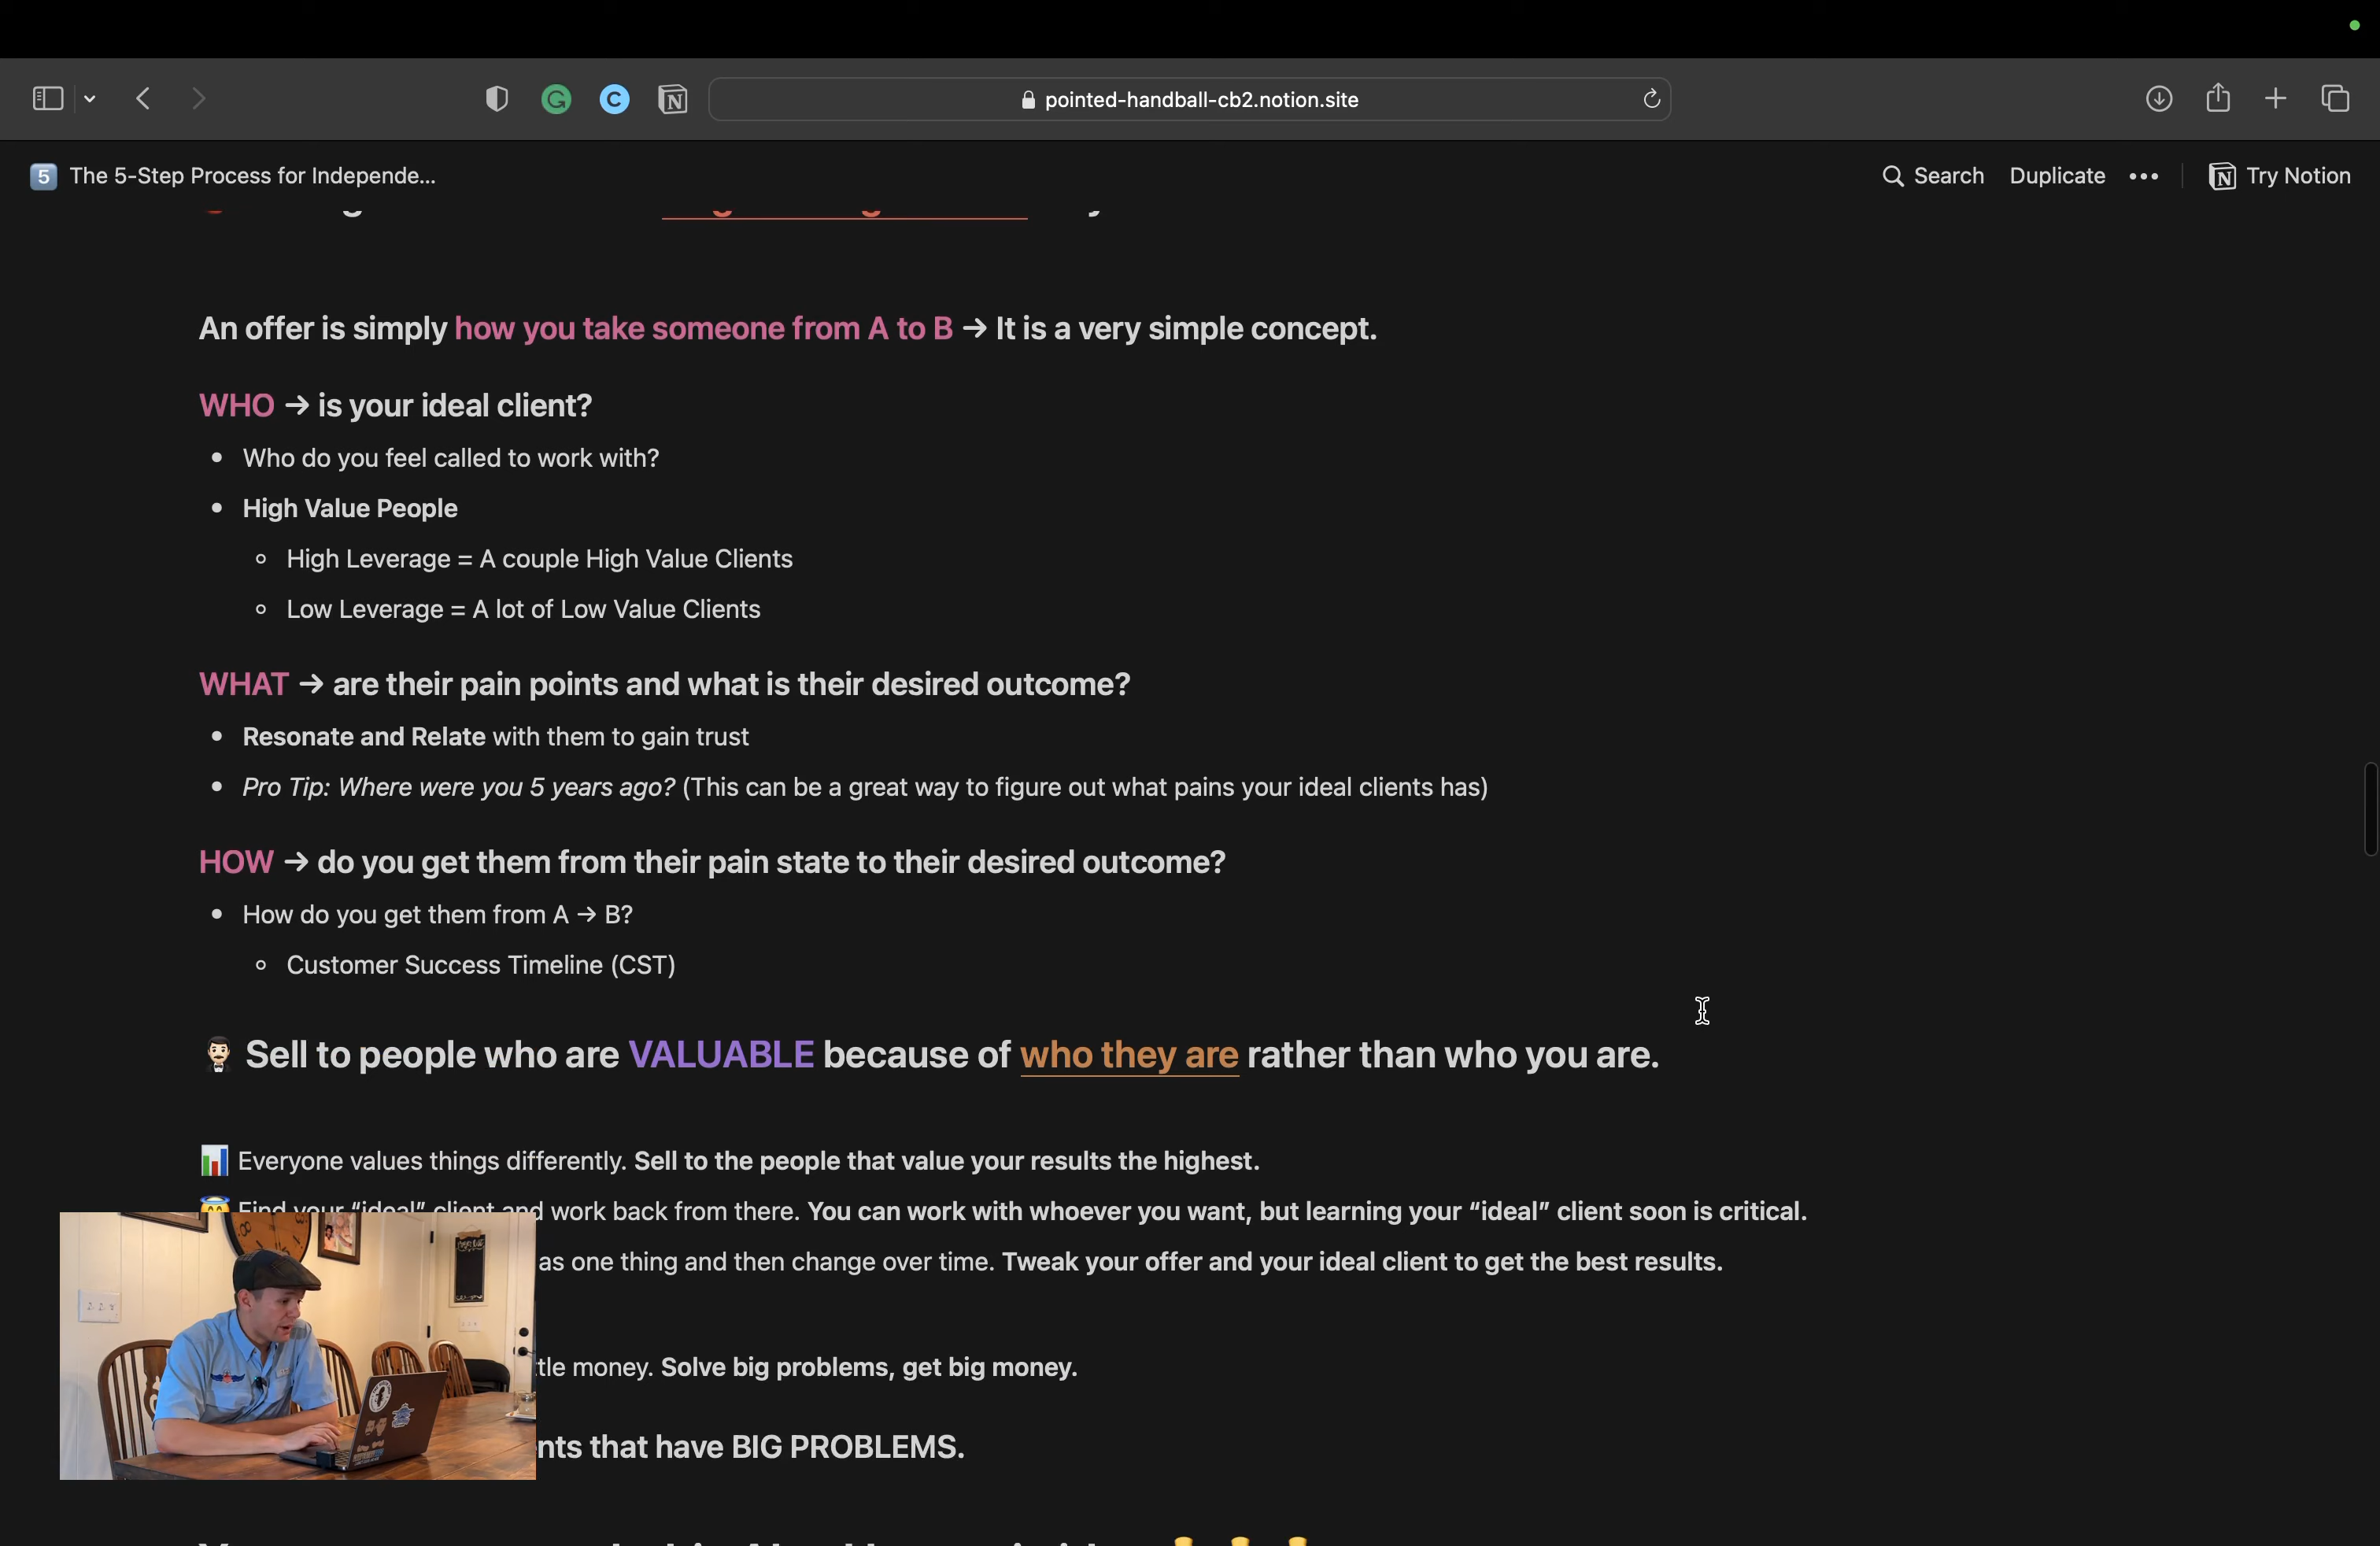 pointed-handball-cb2.notion.site
5 The 5-Step Process for Independe...
Search Duplicate ••• Try Notion
An offer is simply how you take someone from A to B → It is a very simple concept.
WHO → is your ideal client?
• Who do you feel called to work with?
• High Value People
◦ High Leverage = A couple High Value Clients
◦ Low Leverage = A lot of Low Value Clients
WHAT → are their pain points and what is their desired outcome?
• Resonate and Relate with them to gain trust
• Pro Tip: Where were you 5 years ago? (This can be a great way to figure out what pains your ideal clients has)
HOW → do you get them from their pain state to their desired outcome?
• How do you get them from A → B?
◦ Customer Success Timeline (CST)
🤵🏻 Sell to people who are VALUABLE because of who they are rather than who you are.
📊 Everyone values things differently. Sell to the people that value your results the highest.
😇 Find your “ideal” client and work back from there. You can work with whoever you want, but learning your “ideal” client soon is critical.
as one thing and then change over time. Tweak your offer and your ideal client to get the best results.
ttle money. Solve big problems, get big money.
nts that have BIG PROBLEMS.